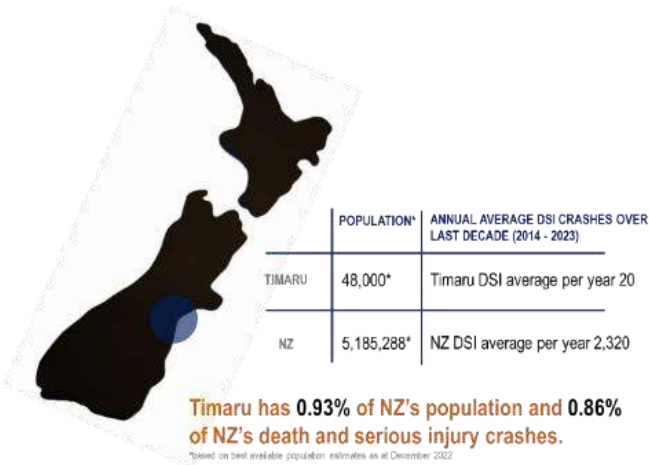 POPULATION*
ANNUAL AVERAGE DSI CRASHES OVER
LAST DECADE (2014 - 2023)
TIMARU
48,000*
Timaru DSI average per year 20
NZ
5,185,288*
NZ DSI average per year 2,320
Timaru has 0.93% of NZ's population and 0.86%
of NZ's death and serious injury crashes.
*based on best available population estimates as at December 2022